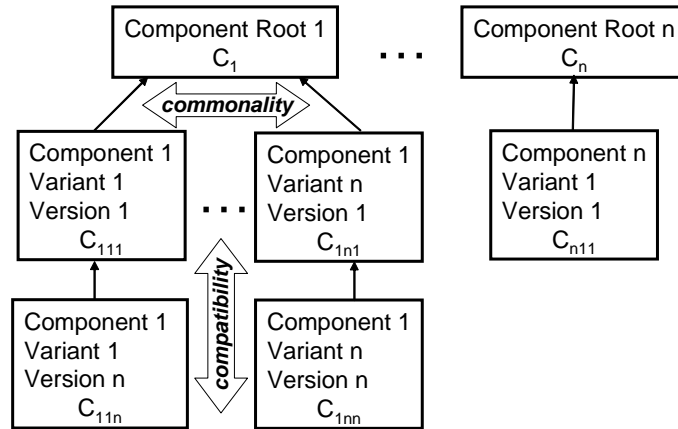 Component Root 1
C₁
...
Component Root n
Cₙ
commonality
Component 1
Variant 1
Version 1
C₁₁₁
...
Component 1
Variant n
Version 1
C₁ₙ₁
Component n
Variant 1
Version 1
Cₙ₁₁
compatibility
Component 1
Variant 1
Version n
C₁₁ₙ
Component 1
Variant n
Version n
C₁ₙₙ